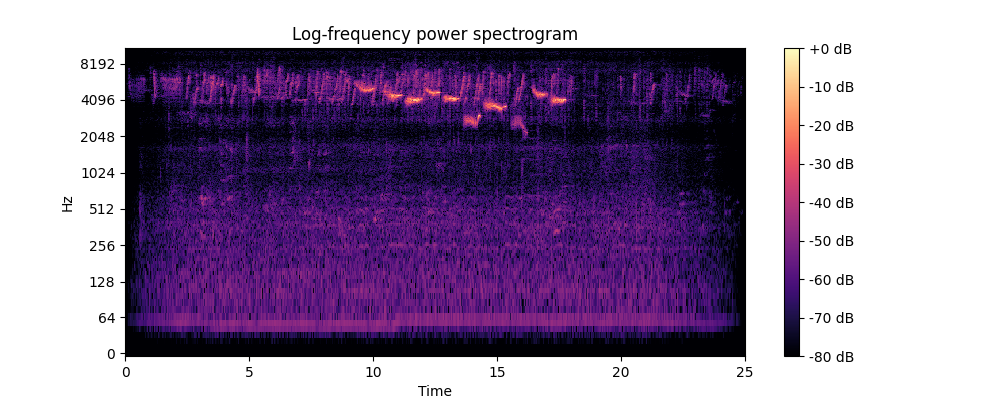 Log-frequency power spectrogram
Hz
8192
4096
2048
1024
512
256
128
64
0
0 5 10 15 20 25
Time
+0 dB
-10 dB
-20 dB
-30 dB
-40 dB
-50 dB
-60 dB
-70 dB
-80 dB